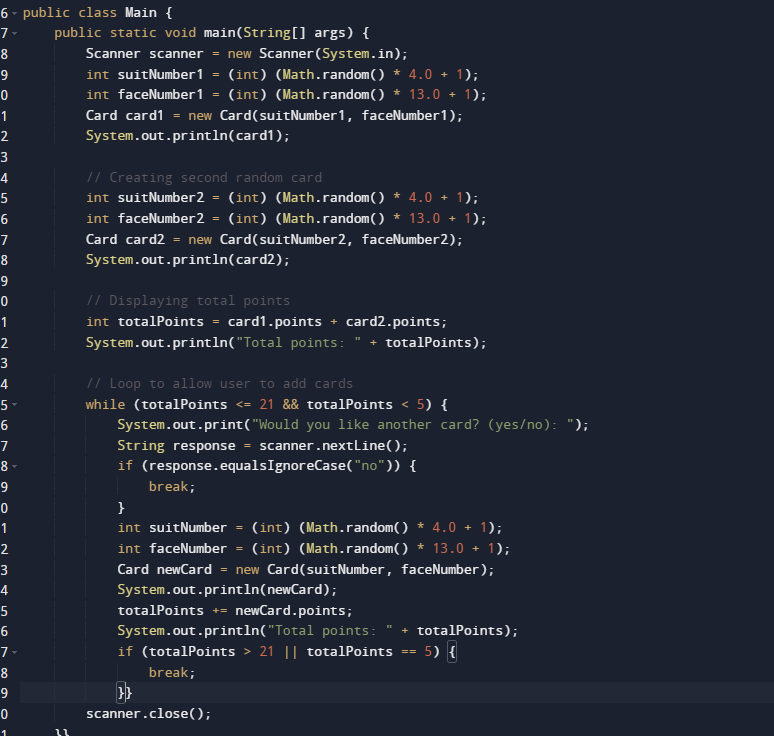 6 public class Main {
7 public static void main(String[] args) {
8 Scanner scanner = new Scanner(System.in);
9 int suitNumber1 = (int) (Math.random() * 4.0 + 1);
0 int faceNumber1 = (int) (Math.random() * 13.0 + 1);
1 Card card1 = new Card(suitNumber1, faceNumber1);
2 System.out.println(card1);
3
4 // Creating second random card
5 int suitNumber2 = (int) (Math.random() * 4.0 + 1);
6 int faceNumber2 = (int) (Math.random() * 13.0 + 1);
7 Card card2 = new Card(suitNumber2, faceNumber2);
8 System.out.println(card2);
9
0 // Displaying total points
1 int totalPoints = card1.points + card2.points;
2 System.out.println("Total points: " + totalPoints);
3
4 // Loop to allow user to add cards
5 while (totalPoints <= 21 && totalPoints < 5) {
6 System.out.print("Would you like another card? (yes/no): ");
7 String response = scanner.nextLine();
8 if (response.equalsIgnoreCase("no")) {
9 break;
0 }
1 int suitNumber = (int) (Math.random() * 4.0 + 1);
2 int faceNumber = (int) (Math.random() * 13.0 + 1);
3 Card newCard = new Card(suitNumber, faceNumber);
4 System.out.println(newCard);
5 totalPoints += newCard.points;
6 System.out.println("Total points: " + totalPoints);
7 if (totalPoints > 21 || totalPoints == 5) {
8 break;
9 }}
0 scanner.close();
1 }}